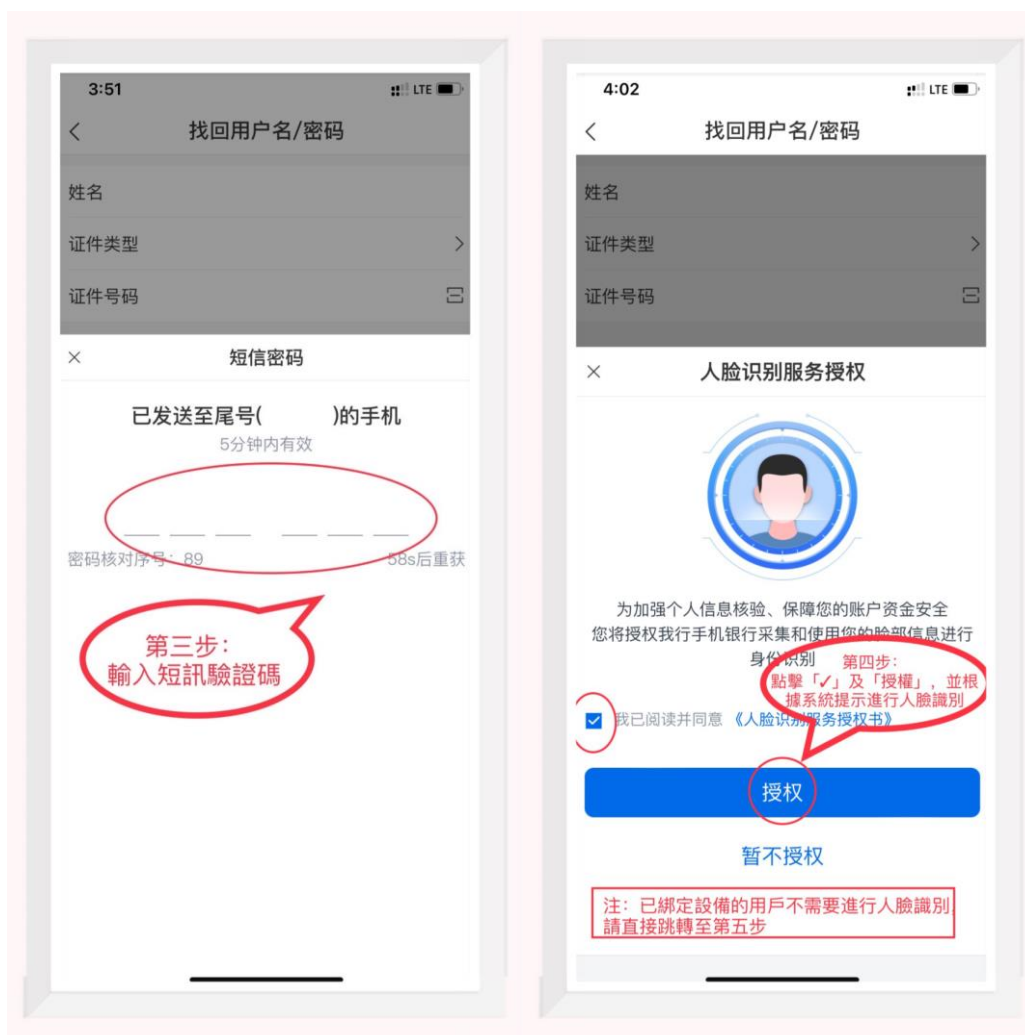 3:51
LTE
找回用户名/密码
姓名
证件类型
证件号码
短信密码
已发送至尾号( )的手机
5分钟内有效
密码核对序号：89
58s后重获
第三步：
輸入短訊驗證碼
4:02
LTE
找回用户名/密码
姓名
证件类型
证件号码
人脸识别服务授权
为加强个人信息核验、保障您的账户资金安全
您将授权我行手机银行采集和使用您的脸部信息进行
身份识别
第四步：
點擊「✓」及「授權」，並根
據系統提示進行人臉識別
我已阅读并同意《人脸识别服务授权书》
授权
暂不授权
注：已綁定設備的用戶不需要進行人臉識別，
請直接跳轉至第五步